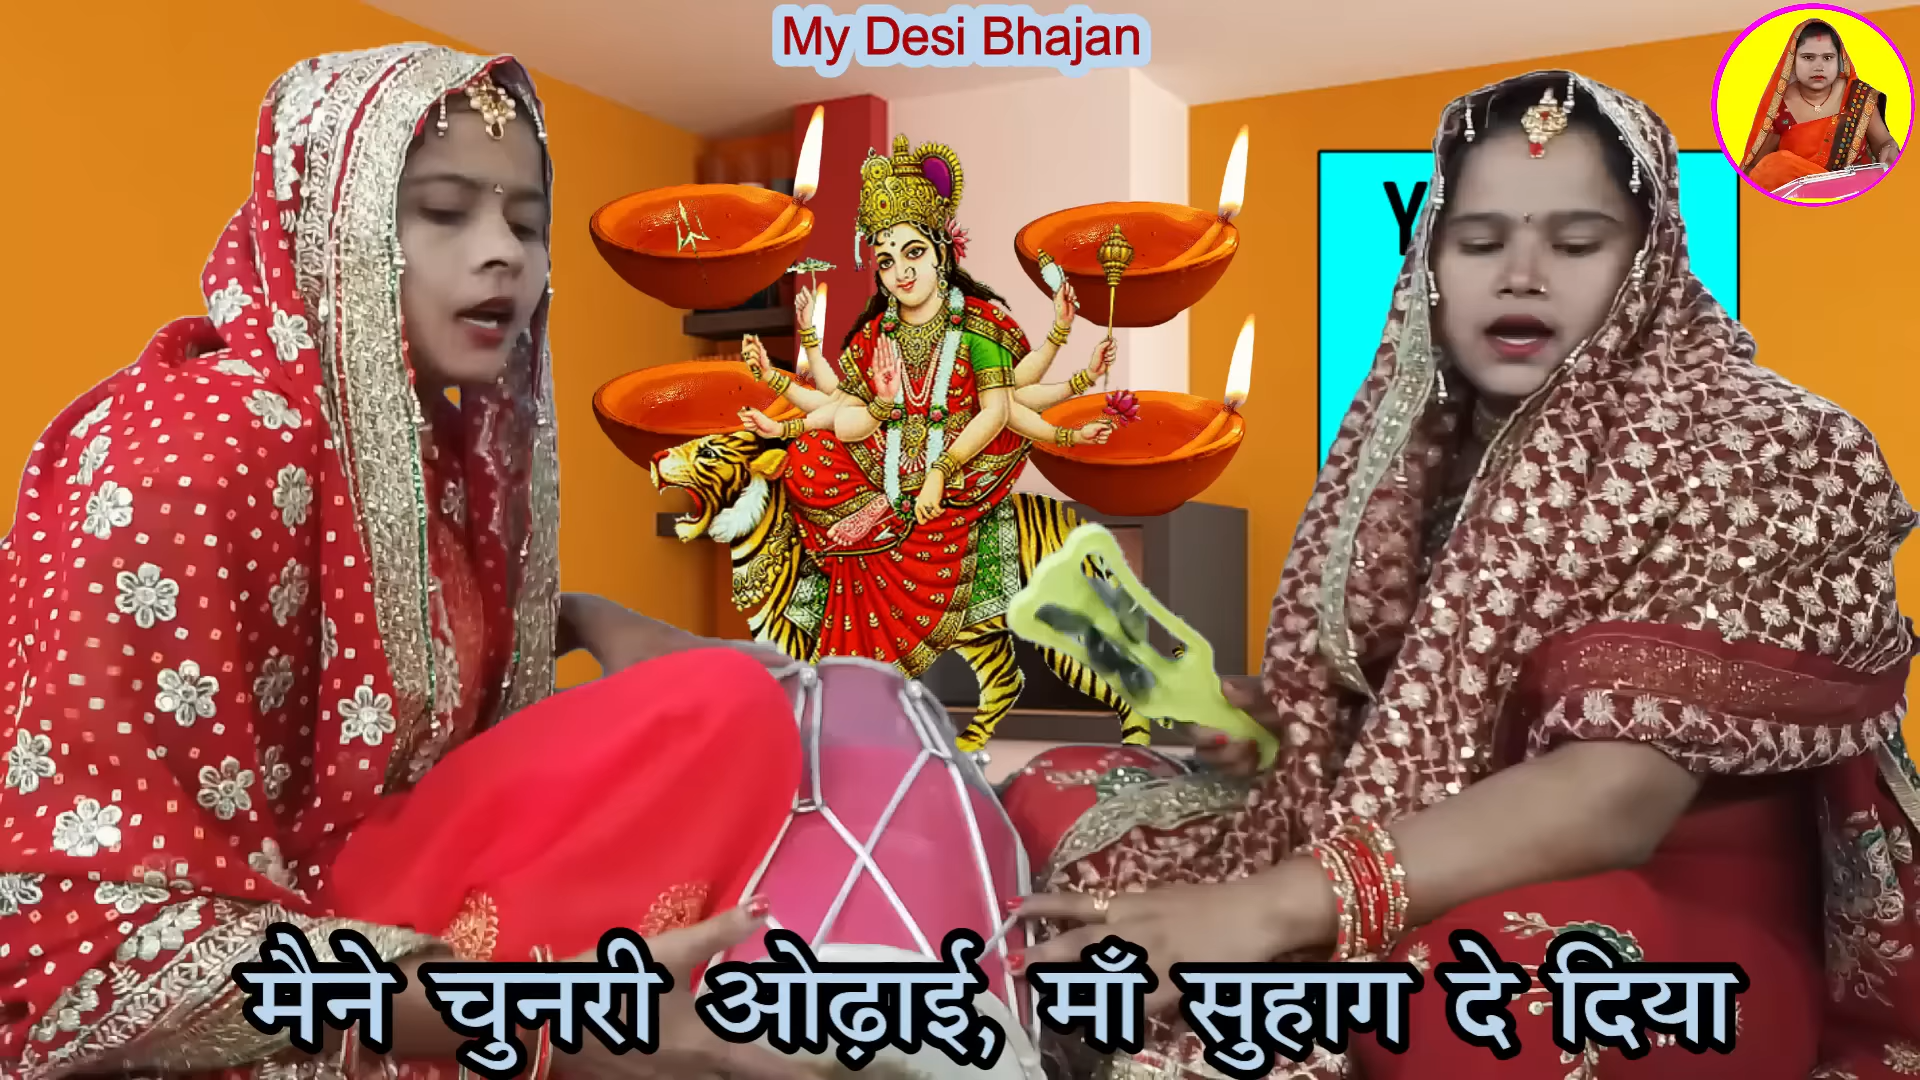 My Desi Bhajan
Y
मैने चुनरी ओढ़ाई, माँ सुहाग दे दिया